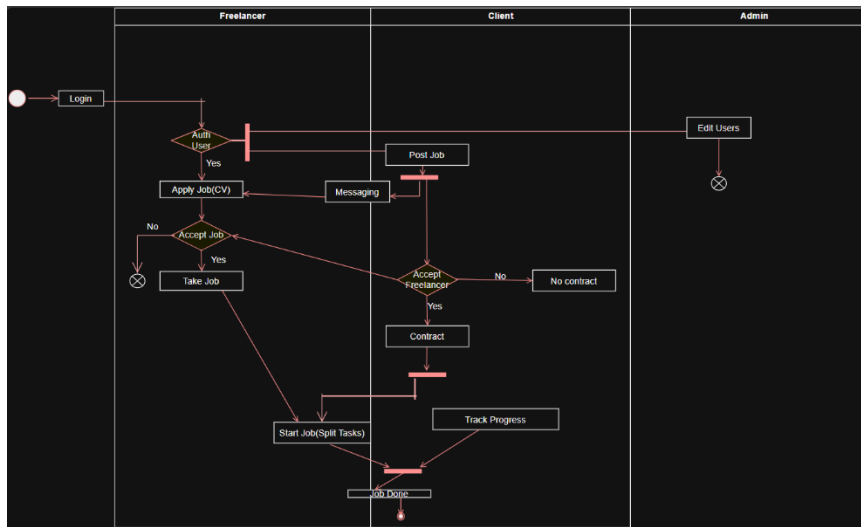 Freelancer
Client
Admin
Login
Edit Users
Auth
User
Post Job
Yes
Apply Job(CV)
Messaging
No
Accept Job
Yes
Take Job
Accept
Freelancer
No
No contract
Yes
Contract
Track Progress
Start Job(Split Tasks)
Job Done